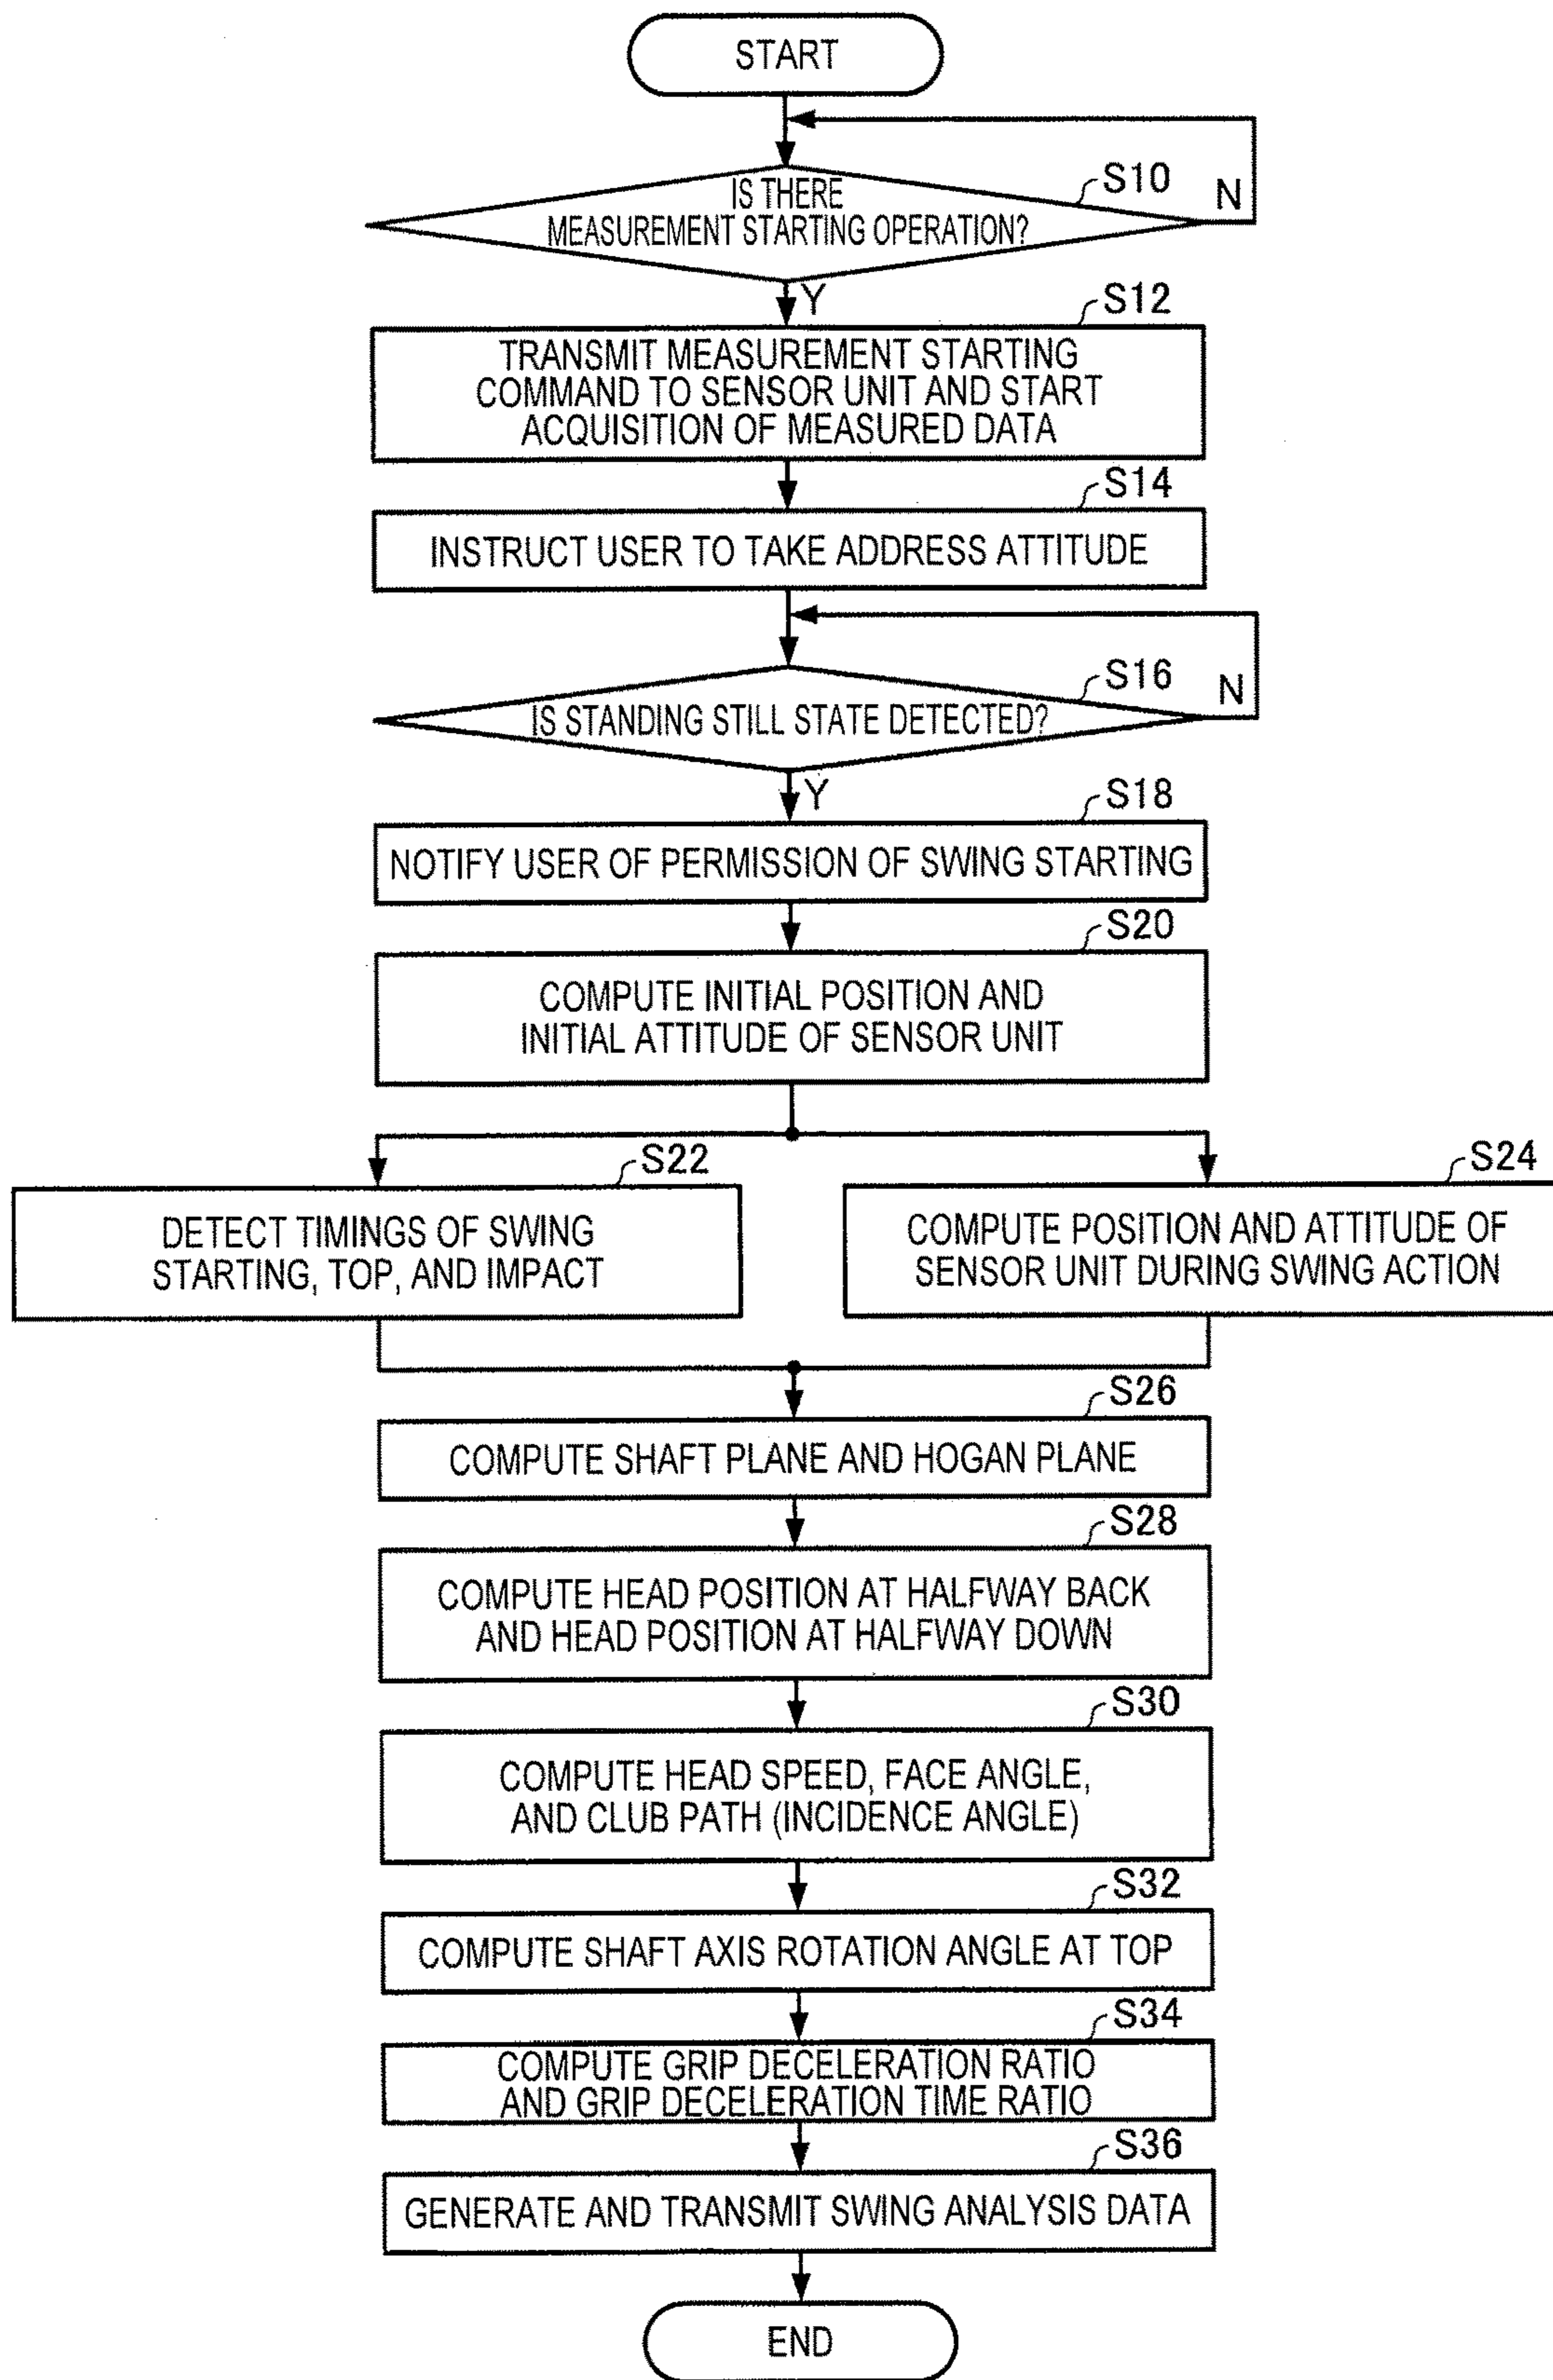 START
S10
IS THERE
N
MEASUREMENT STARTING OPERATION?
Y
S12
TRANSMIT MEASUREMENT STARTING
COMMAND TO SENSOR UNIT AND START
ACQUISITION OF MEASURED DATA
S14
INSTRUCT USER TO TAKE ADDRESS ATTITUDE
S16
N
IS STANDING STILL STATE DETECTED?
Y
S18
NOTIFY USER OF PERMISSION OF SWING STARTING
S20
COMPUTE INITIAL POSITION AND
INITIAL ATTITUDE OF SENSOR UNIT
S22
DETECT TIMINGS OF SWING
STARTING, TOP, AND IMPACT
S24
COMPUTE POSITION AND ATTITUDE OF
SENSOR UNIT DURING SWING ACTION
S26
COMPUTE SHAFT PLANE AND HOGAN PLANE
S28
COMPUTE HEAD POSITION AT HALFWAY BACK
AND HEAD POSITION AT HALFWAY DOWN
S30
COMPUTE HEAD SPEED, FACE ANGLE,
AND CLUB PATH (INCIDENCE ANGLE)
S32
COMPUTE SHAFT AXIS ROTATION ANGLE AT TOP
S34
COMPUTE GRIP DECELERATION RATIO
AND GRIP DECELERATION TIME RATIO
S36
GENERATE AND TRANSMIT SWING ANALYSIS DATA
END